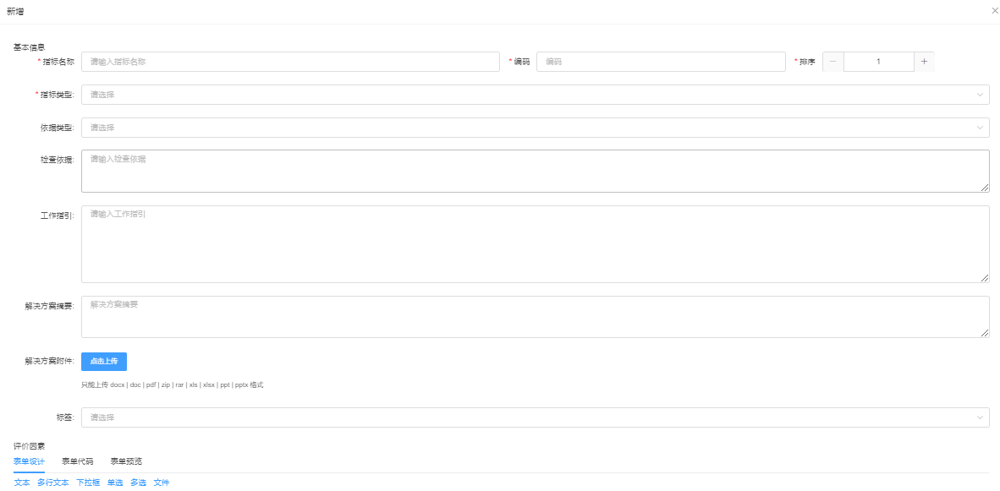 新增
基本信息
* 指标名称 请输入指标名称 * 编码 编码 * 排序 − 1 +
* 指标类型: 请选择
依据类型: 请选择
检查依据: 请输入检查依据
工作指引: 请输入工作指引
解决方案摘要: 解决方案摘要
解决方案附件: 点击上传
只能上传 docx | doc | pdf | zip | rar | xls | xlsx | ppt | pptx 格式
标签: 请选择
评价因素
表单设计 表单代码 表单预览
文本 多行文本 下拉框 单选 多选 文件